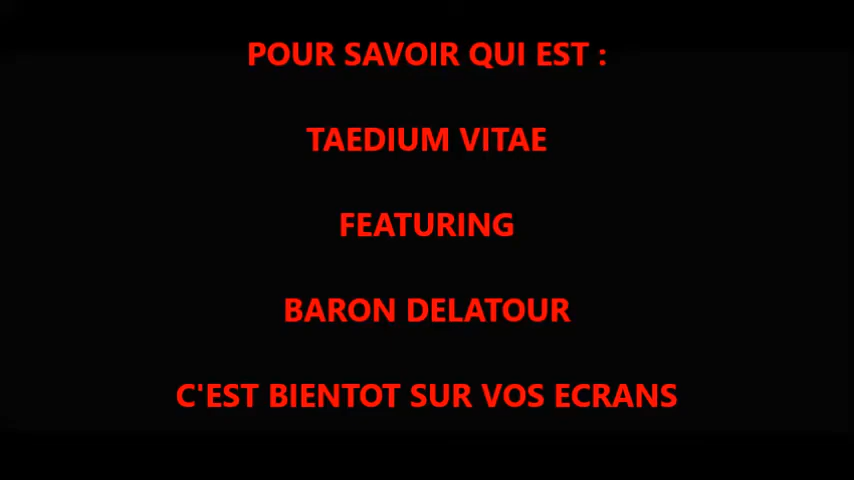 POUR SAVOIR QUI EST :
TAEDIUM VITAE
FEATURING
BARON DELATOUR
C'EST BIENTOT SUR VOS ECRANS